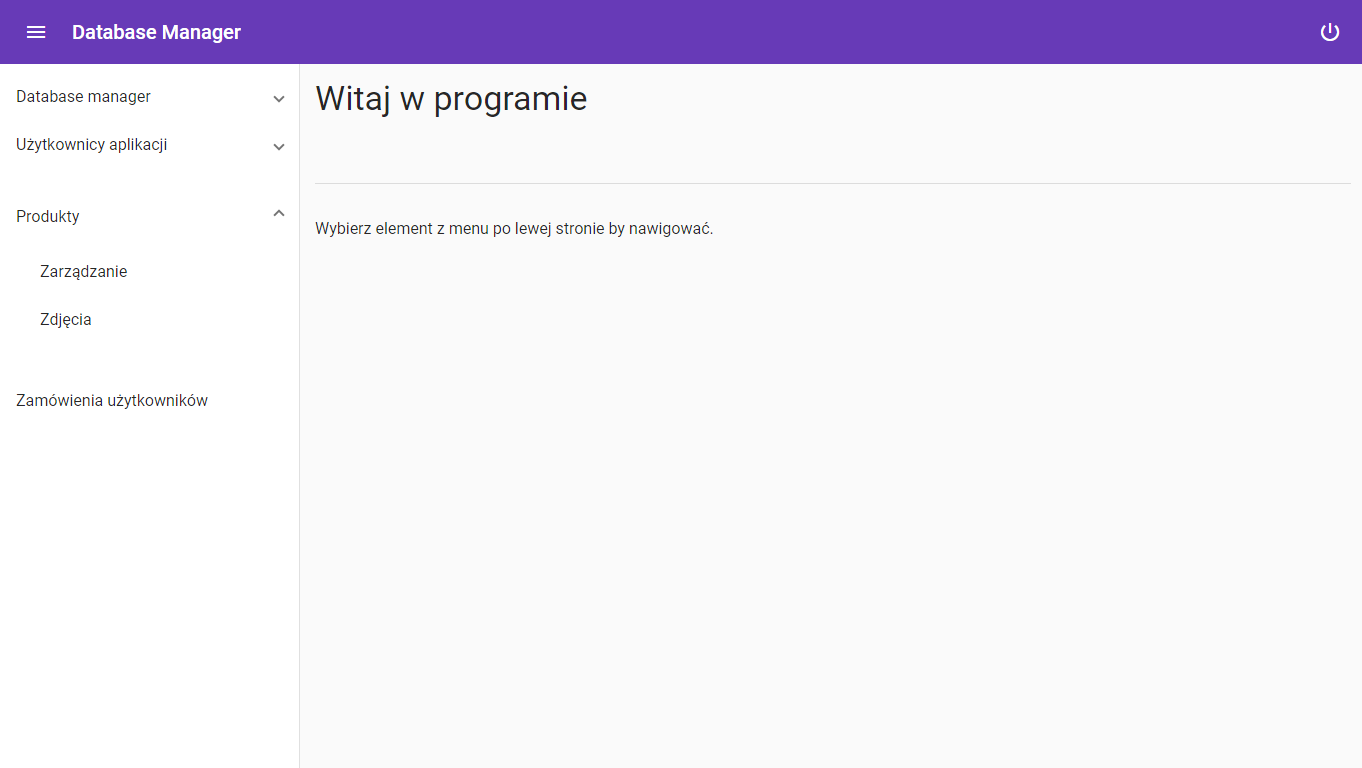 Database Manager
Database manager
Użytkownicy aplikacji
Produkty
Zarządzanie
Zdjęcia
Zamówienia użytkowników
Witaj w programie
Wybierz element z menu po lewej stronie by nawigować.